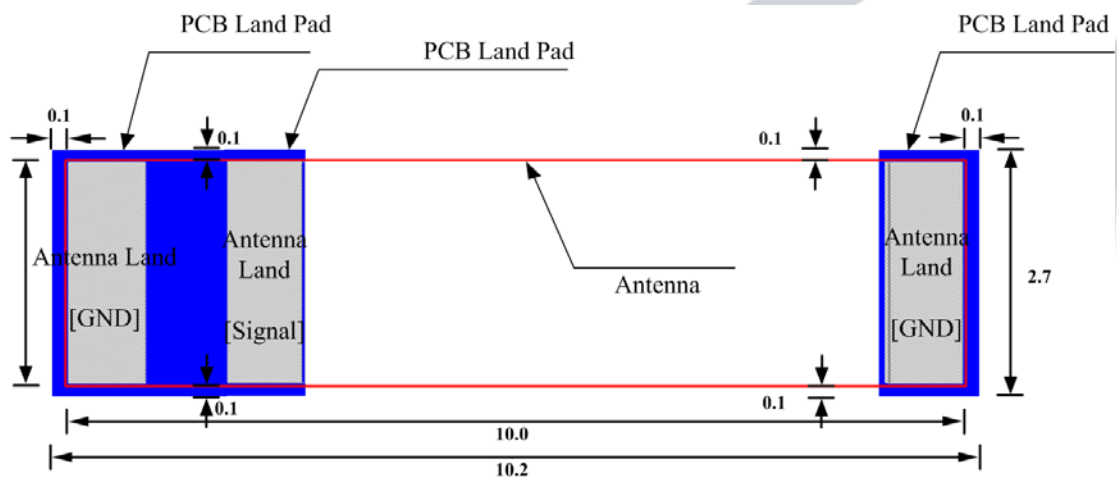 PCB Land Pad
PCB Land Pad
PCB Land Pad
0.1
0.1
0.1
0.1
Antenna Land
[GND]
Antenna
Land
[Signal]
Antenna
Antenna
Land
[GND]
2.7
0.1
0.1
10.0
10.2